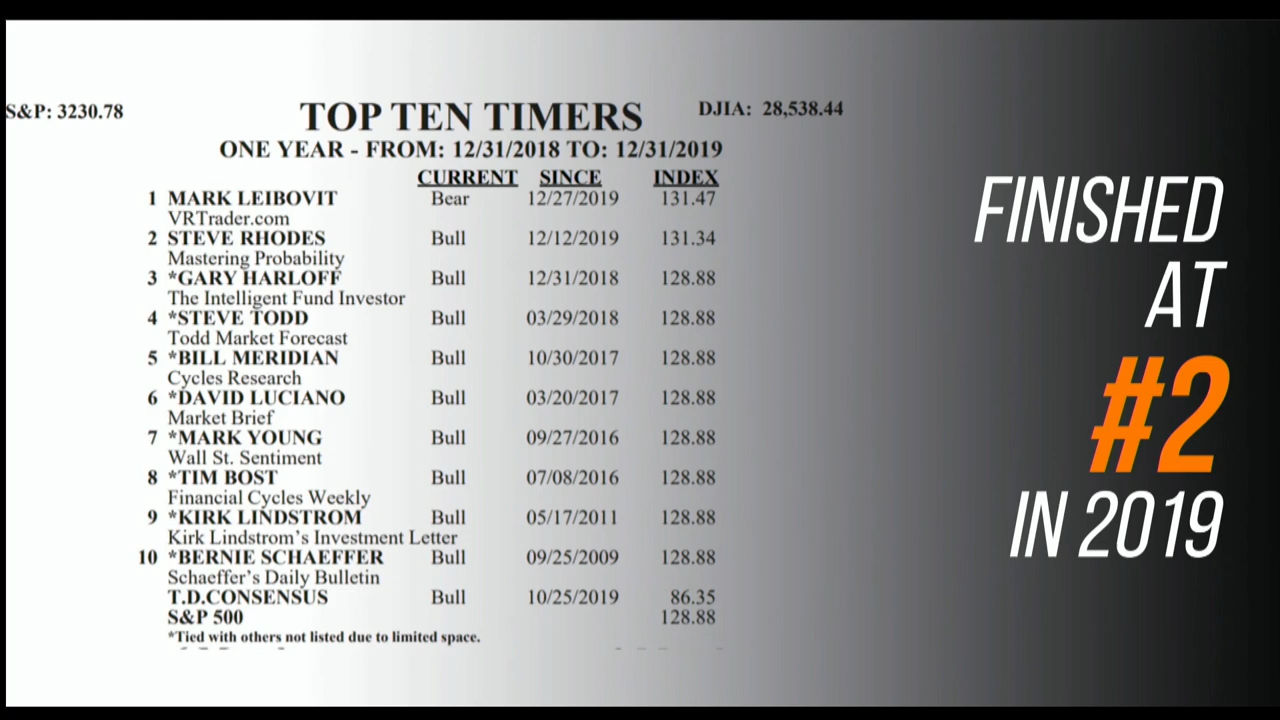 S&P: 3230.78
TOP TEN TIMERS
DJIA: 28,538.44
ONE YEAR - FROM: 12/31/2018 TO: 12/31/2019
CURRENT SINCE INDEX
1 MARK LEIBOVIT Bear 12/27/2019 131.47
VRTrader.com
2 STEVE RHODES Bull 12/12/2019 131.34
Mastering Probability
3 *GARY HARLOFF Bull 12/31/2018 128.88
The Intelligent Fund Investor
4 *STEVE TODD Bull 03/29/2018 128.88
Todd Market Forecast
5 *BILL MERIDIAN Bull 10/30/2017 128.88
Cycles Research
6 *DAVID LUCIANO Bull 03/20/2017 128.88
Market Brief
7 *MARK YOUNG Bull 09/27/2016 128.88
Wall St. Sentiment
8 *TIM BOST Bull 07/08/2016 128.88
Financial Cycles Weekly
9 *KIRK LINDSTROM Bull 05/17/2011 128.88
Kirk Lindstrom's Investment Letter
10 *BERNIE SCHAEFFER Bull 09/25/2009 128.88
Schaeffer's Daily Bulletin
T.D.CONSENSUS Bull 10/25/2019 86.35
S&P 500 128.88
*Tied with others not listed due to limited space.
FINISHED
AT
#2
IN 2019